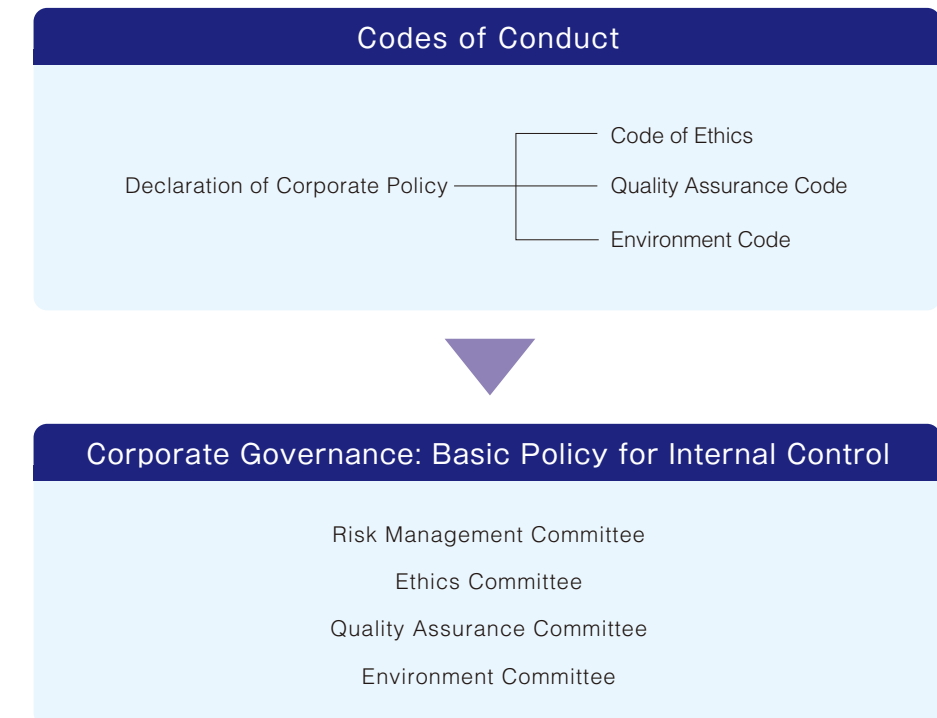 Codes of Conduct
Code of Ethics
Declaration of Corporate Policy
Quality Assurance Code
Environment Code
Corporate Governance: Basic Policy for Internal Control
Risk Management Committee
Ethics Committee
Quality Assurance Committee
Environment Committee